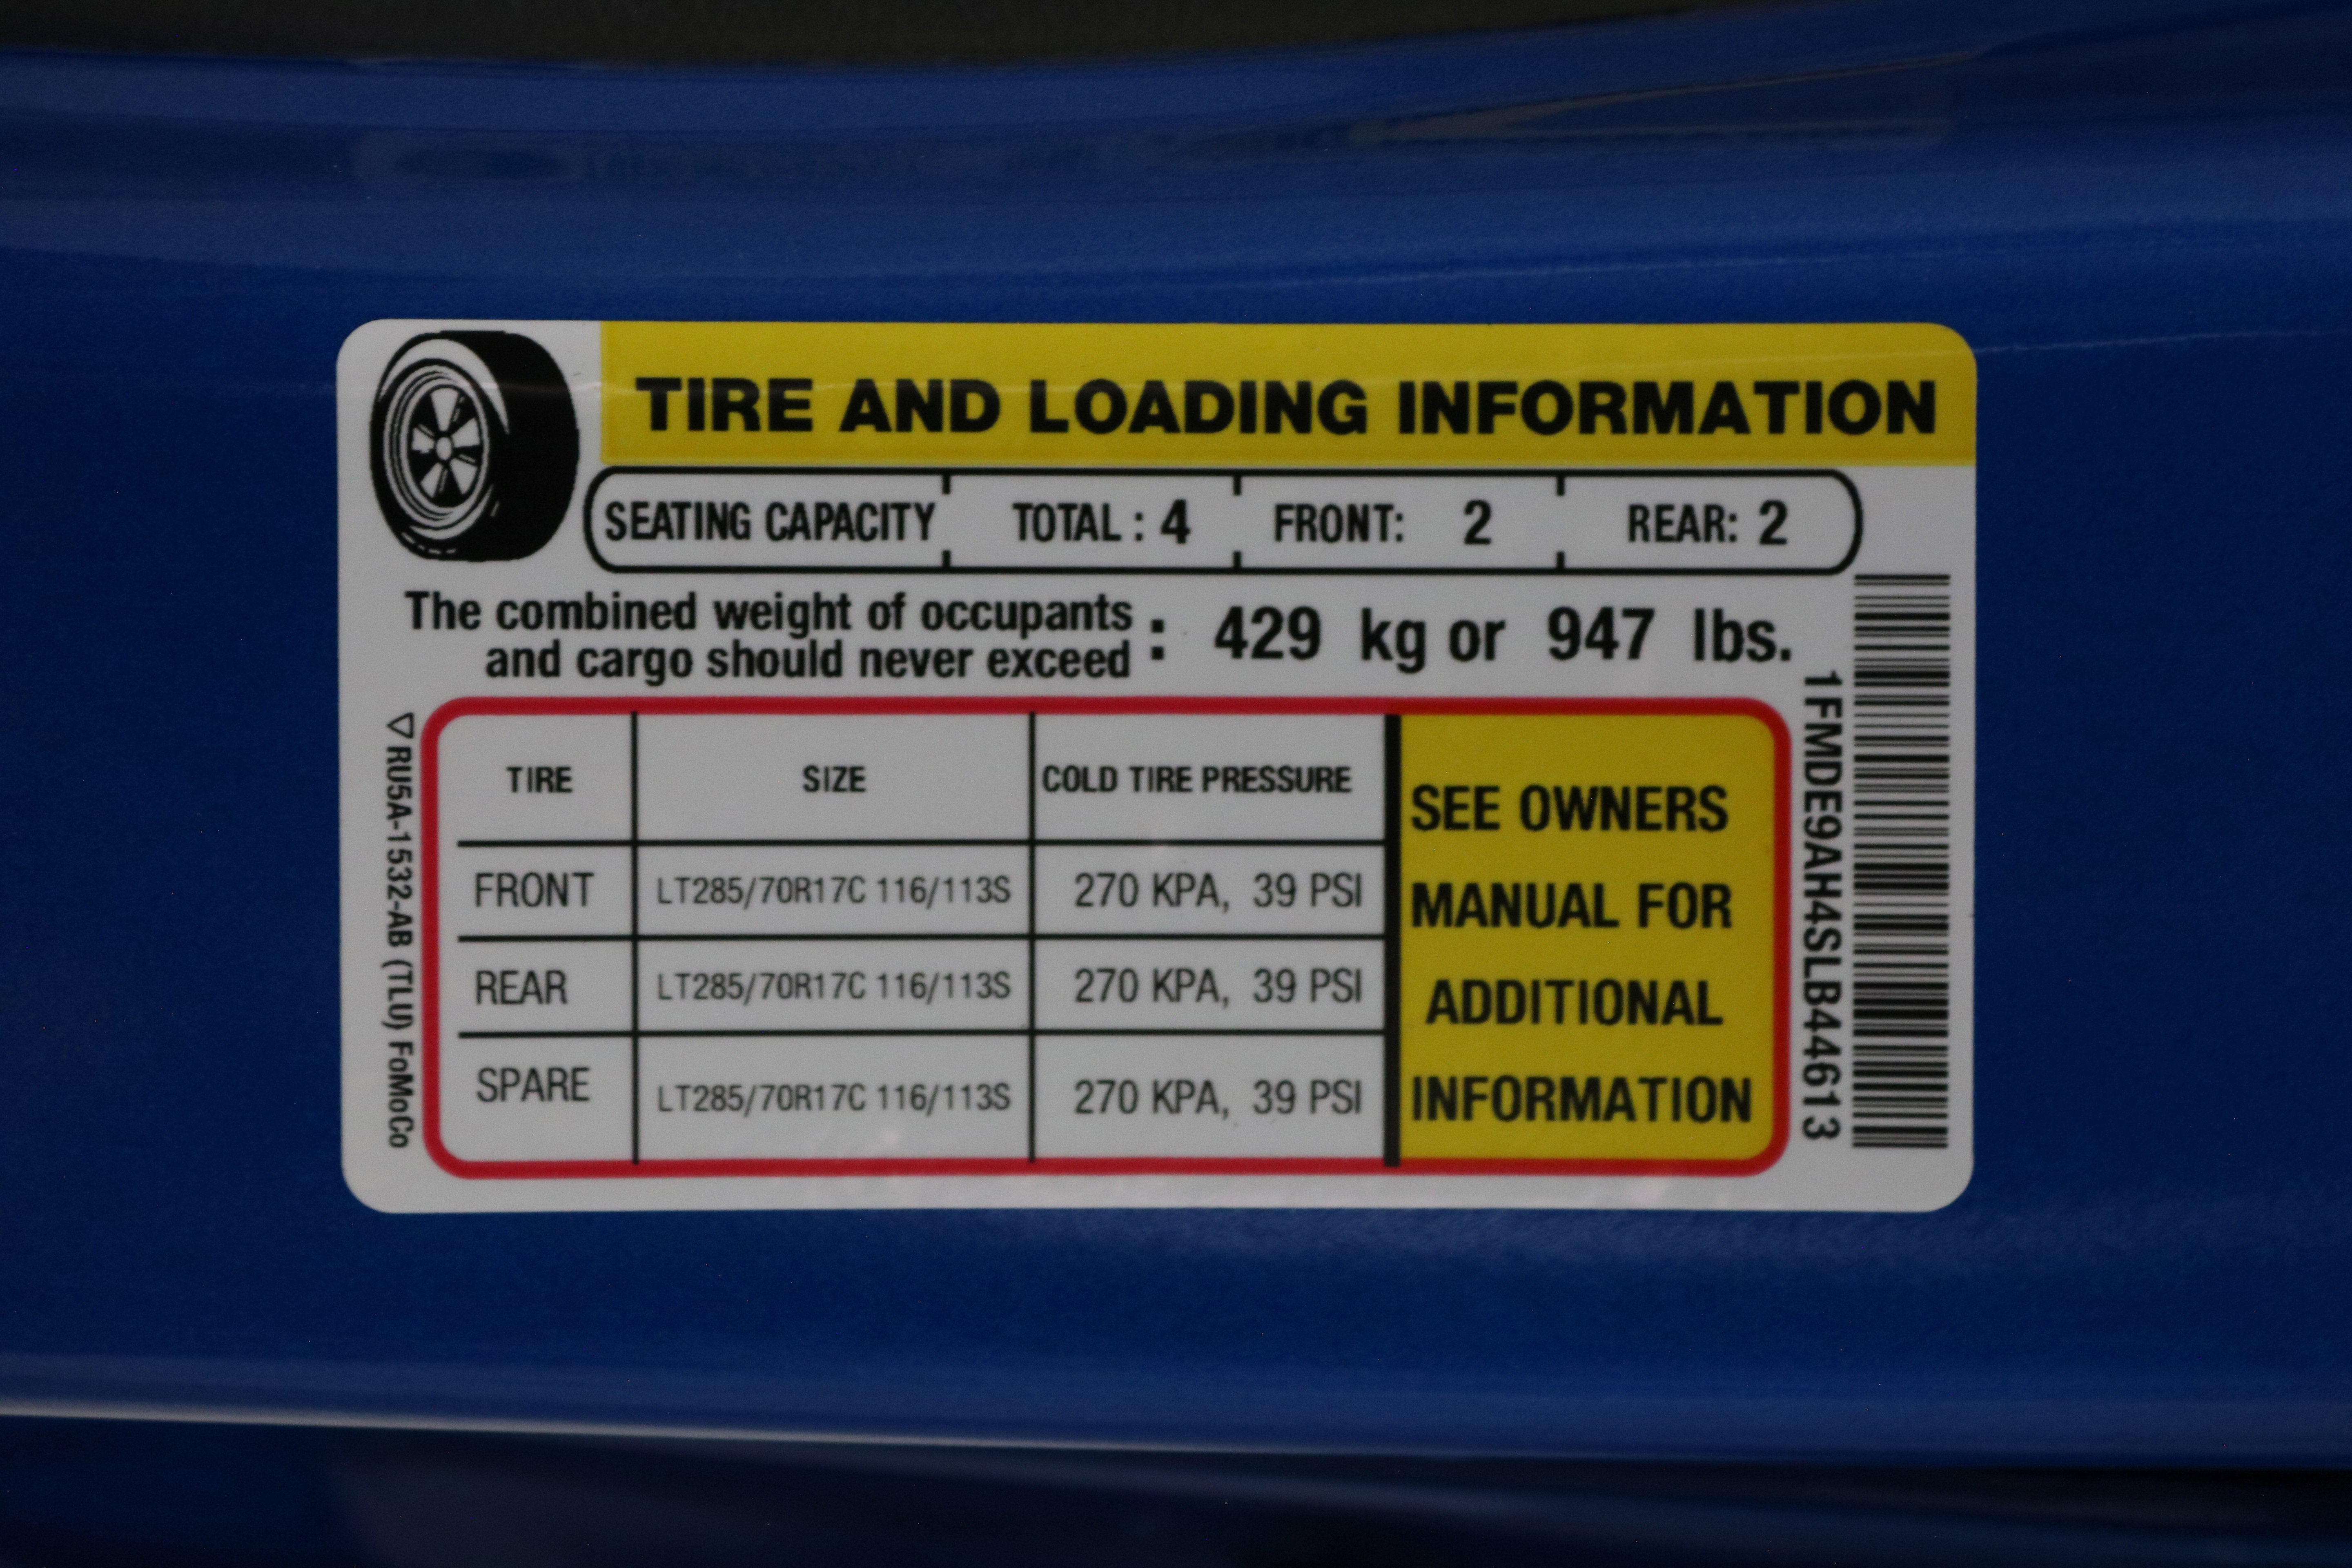 TIRE AND LOADING INFORMATION
SEATING CAPACITY TOTAL : 4 FRONT: 2 REAR: 2
The combined weight of occupants
and cargo should never exceed : 429 kg or 947 lbs.
TIRE SIZE COLD TIRE PRESSURE
FRONT LT285/70R17C 116/113S 270 KPA, 39 PSI
REAR LT285/70R17C 116/113S 270 KPA, 39 PSI
SPARE LT285/70R17C 116/113S 270 KPA, 39 PSI
SEE OWNERS
MANUAL FOR
ADDITIONAL
INFORMATION
1FMDE9AH4SLB44613
RU5A-1532-AB (TLU) FoMoCo